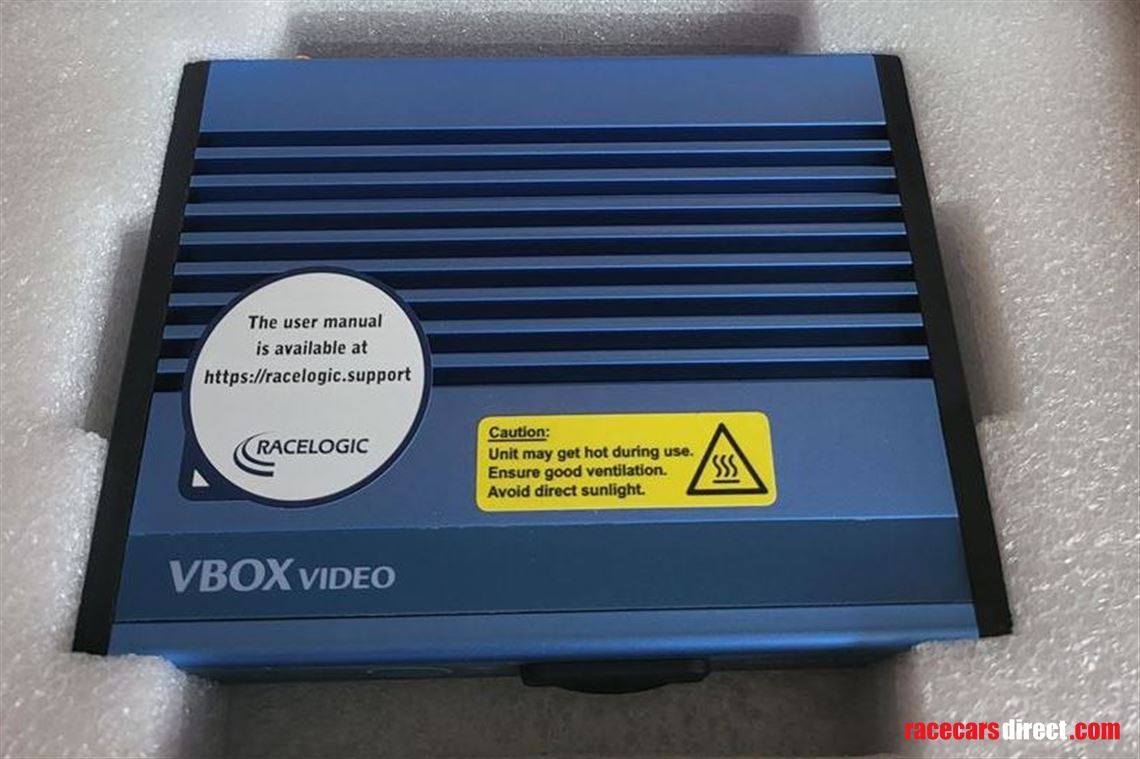 The user manual
is available at
https://racelogic.support
RACELOGIC
Caution:
Unit may get hot during use.
Ensure good ventilation.
Avoid direct sunlight.
VBOX VIDEO
racecarsdirect.com